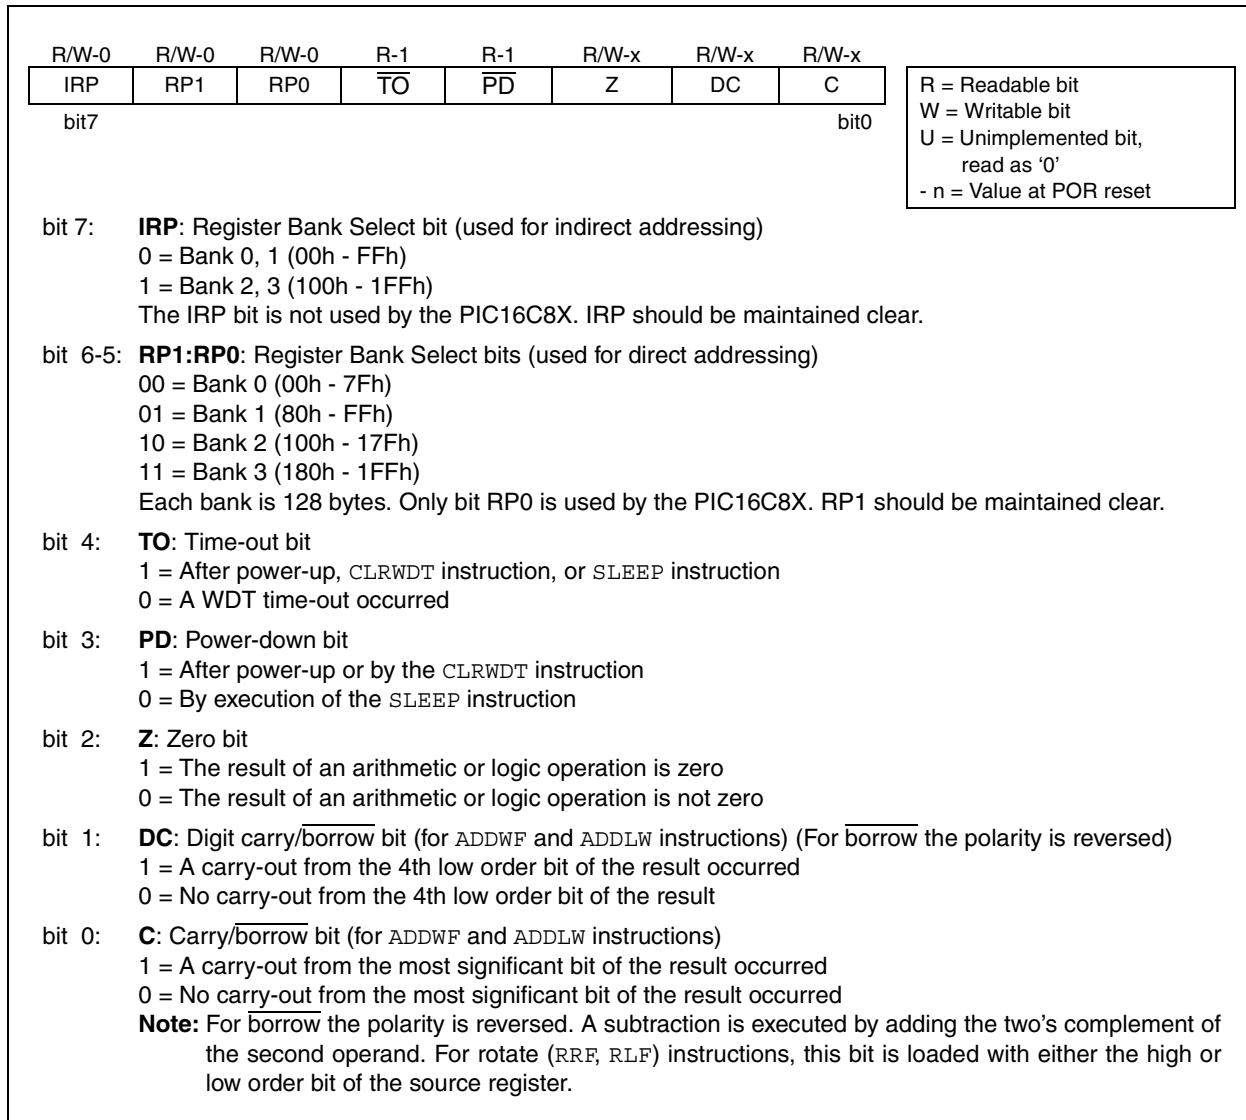 R/W-0 R/W-0 R/W-0 R-1 R-1 R/W-x R/W-x R/W-x
IRP RP1 RP0 T̅O̅ P̅D̅ Z DC C
bit7 bit0
R = Readable bit
W = Writable bit
U = Unimplemented bit,
read as ‘0’
- n = Value at POR reset
bit 7: IRP: Register Bank Select bit (used for indirect addressing)
0 = Bank 0, 1 (00h - FFh)
1 = Bank 2, 3 (100h - 1FFh)
The IRP bit is not used by the PIC16C8X. IRP should be maintained clear.
bit 6-5: RP1:RP0: Register Bank Select bits (used for direct addressing)
00 = Bank 0 (00h - 7Fh)
01 = Bank 1 (80h - FFh)
10 = Bank 2 (100h - 17Fh)
11 = Bank 3 (180h - 1FFh)
Each bank is 128 bytes. Only bit RP0 is used by the PIC16C8X. RP1 should be maintained clear.
bit 4: TO: Time-out bit
1 = After power-up, CLRWDT instruction, or SLEEP instruction
0 = A WDT time-out occurred
bit 3: PD: Power-down bit
1 = After power-up or by the CLRWDT instruction
0 = By execution of the SLEEP instruction
bit 2: Z: Zero bit
1 = The result of an arithmetic or logic operation is zero
0 = The result of an arithmetic or logic operation is not zero
bit 1: DC: Digit carry/b̅o̅r̅r̅o̅w̅ bit (for ADDWF and ADDLW instructions) (For b̅o̅r̅r̅o̅w̅ the polarity is reversed)
1 = A carry-out from the 4th low order bit of the result occurred
0 = No carry-out from the 4th low order bit of the result
bit 0: C: Carry/b̅o̅r̅r̅o̅w̅ bit (for ADDWF and ADDLW instructions)
1 = A carry-out from the most significant bit of the result occurred
0 = No carry-out from the most significant bit of the result occurred
Note: For b̅o̅r̅r̅o̅w̅ the polarity is reversed. A subtraction is executed by adding the two’s complement of
the second operand. For rotate (RRF, RLF) instructions, this bit is loaded with either the high or
low order bit of the source register.